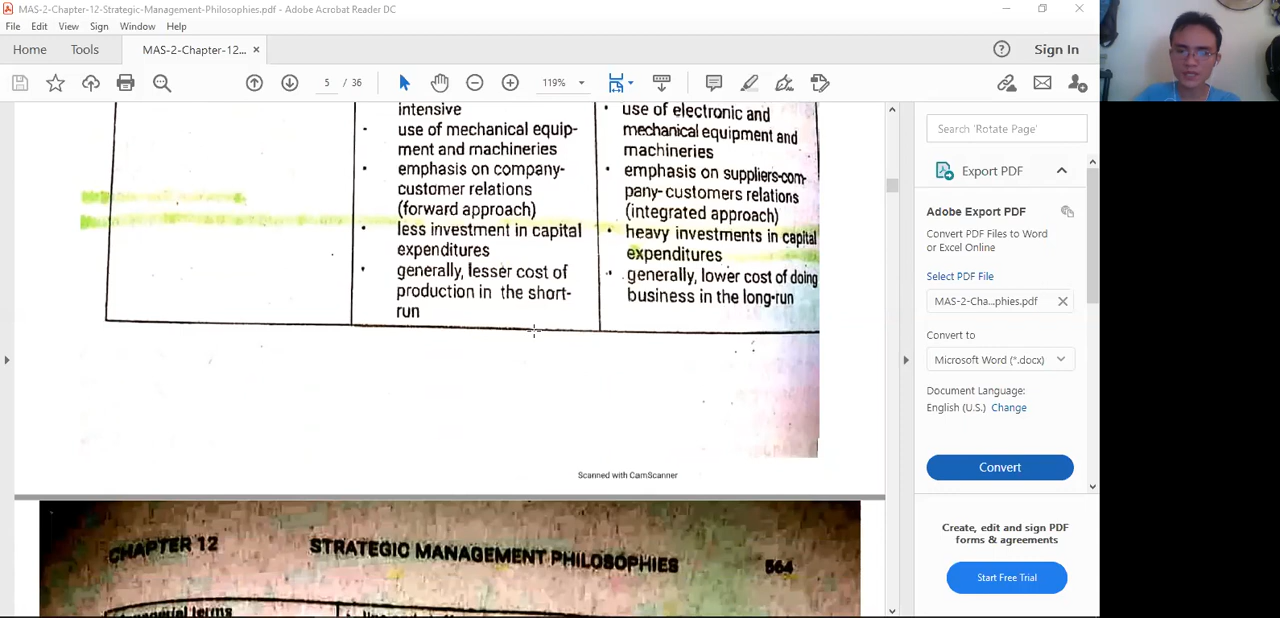 MAS-2-Chapter-12-Strategic-Management-Philosophies.pdf - Adobe Acrobat Reader DC
File Edit View Sign Window Help
Home Tools MAS-2-Chapter-12... × Sign In
5 / 36 119%
intensive
· use of mechanical equip-
ment and machineries
· emphasis on company-
customer relations
(forward approach)
· less investment in capital
expenditures
· generally, lesser cost of
production in the short-
run
· use of electronic and
mechanical equipment and
machineries
· emphasis on suppliers-com-
pany- customers relations
(integrated approach)
· heavy investments in capital
expenditures
· generally, lower cost of doing
business in the long-run
Scanned with CamScanner
CHAPTER 12 STRATEGIC MANAGEMENT PHILOSOPHIES 564
Search 'Rotate Page'
Export PDF
Adobe Export PDF
Convert PDF Files to Word
or Excel Online
Select PDF File
MAS-2-Cha...phies.pdf
Convert to
Microsoft Word (*.docx)
Document Language:
English (U.S.) Change
Convert
Create, edit and sign PDF
forms & agreements
Start Free Trial